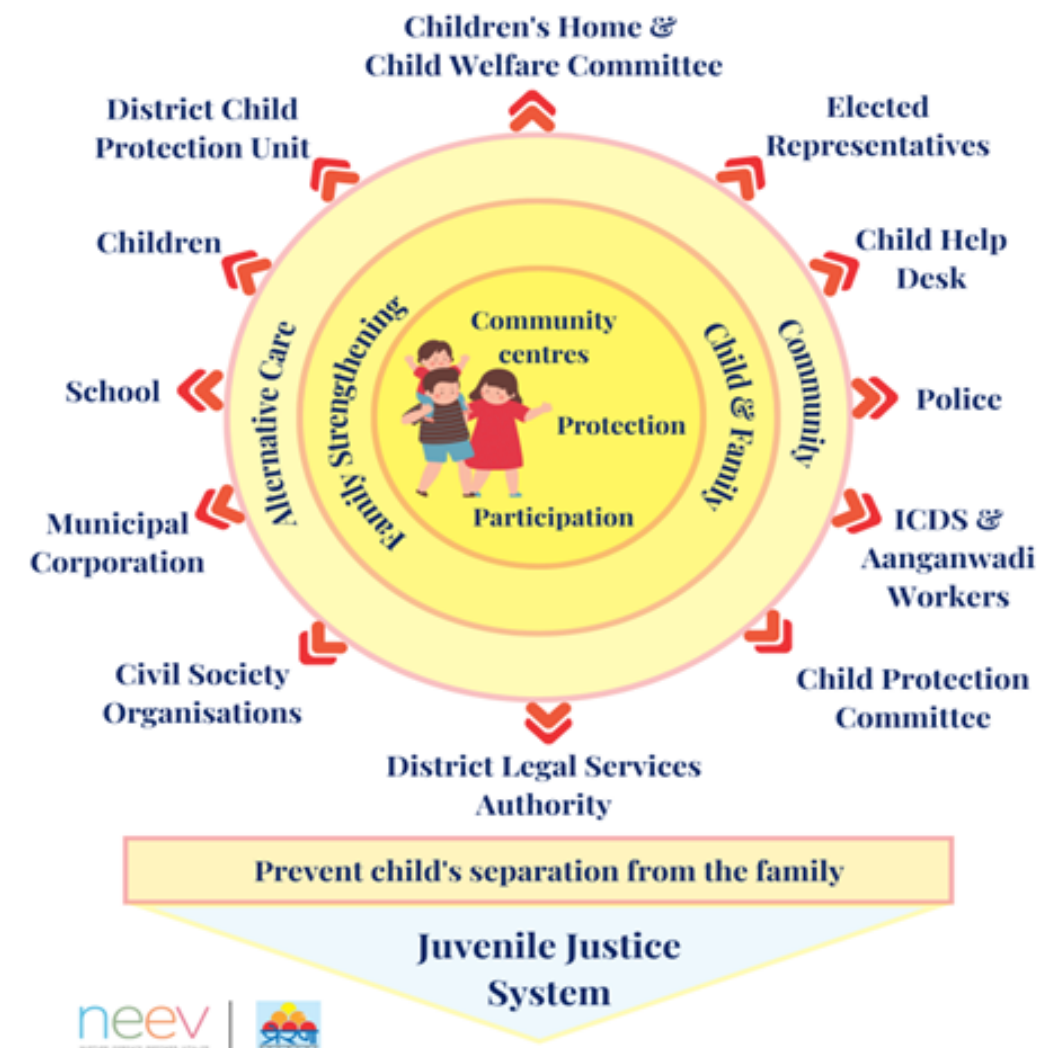 Children's Home &
Child Welfare Committee
District Child
Protection Unit
Elected
Representatives
Children
Child Help
Desk
School
Police
Municipal
Corporation
ICDS &
Aanganwadi
Workers
Civil Society
Organisations
Child Protection
Committee
District Legal Services
Authority
Alternative Care
Family Strengthening
Community
centres
Protection
Participation
Child & Family
Community
Prevent child's separation from the family
Juvenile Justice
System
neev